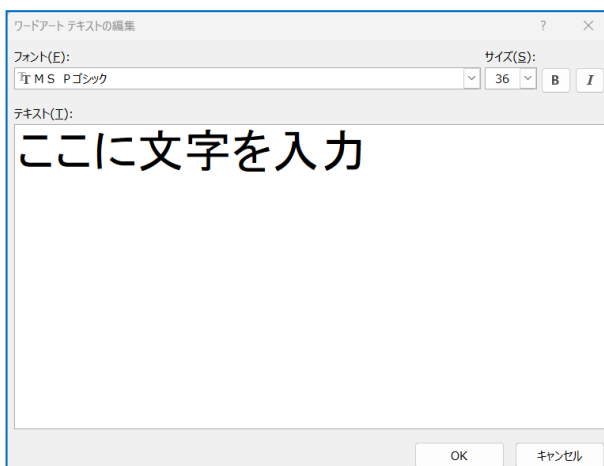 ワードアート テキストの編集 ? ×
フォント(F): サイズ(S):
MS Pゴシック 36 B I
テキスト(T):
ここに文字を入力
OK キャンセル